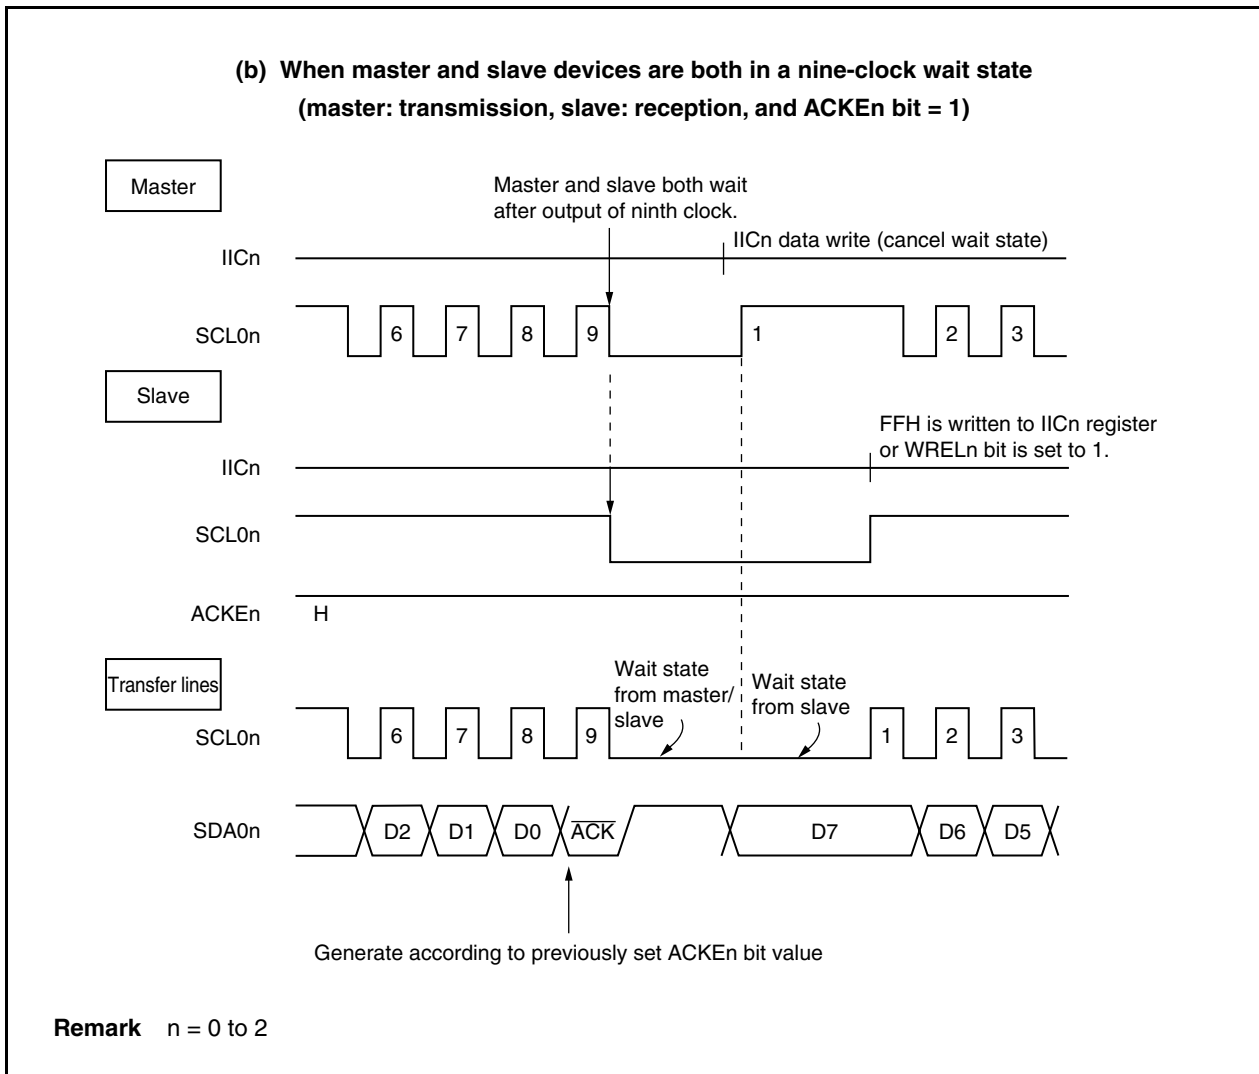 (b) When master and slave devices are both in a nine-clock wait state
(master: transmission, slave: reception, and ACKEn bit = 1)
Master
Master and slave both wait
after output of ninth clock.
IICn data write (cancel wait state)
IICn
SCL0n
6 7 8 9 1 2 3
Slave
FFH is written to IICn register
or WRELn bit is set to 1.
IICn
SCL0n
ACKEn H
Transfer lines
Wait state
from master/
slave
Wait state
from slave
SCL0n
6 7 8 9 1 2 3
SDA0n
D2 D1 D0 ACK D7 D6 D5
Generate according to previously set ACKEn bit value
Remark n = 0 to 2